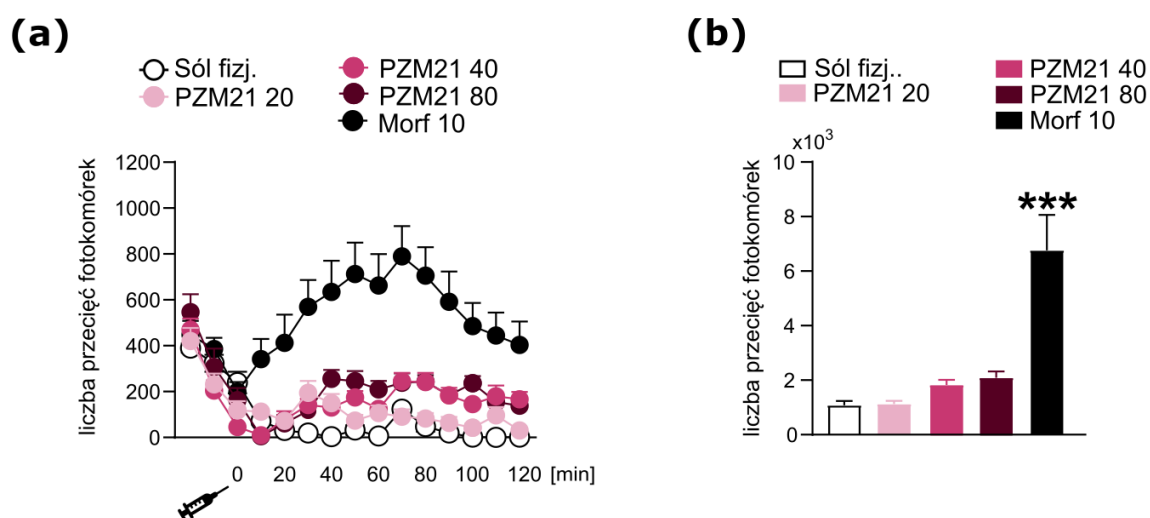 (a)
Sól fizj.
PZM21 20
PZM21 40
PZM21 80
Morf 10
liczba przecięć fotokomórek
1200
1000
800
600
400
200
0
0 20 40 60 80 100 120 [min]
(b)
Sól fizj..
PZM21 20
PZM21 40
PZM21 80
Morf 10
x10³
liczba przecięć fotokomórek
10
8
6
4
2
0
***